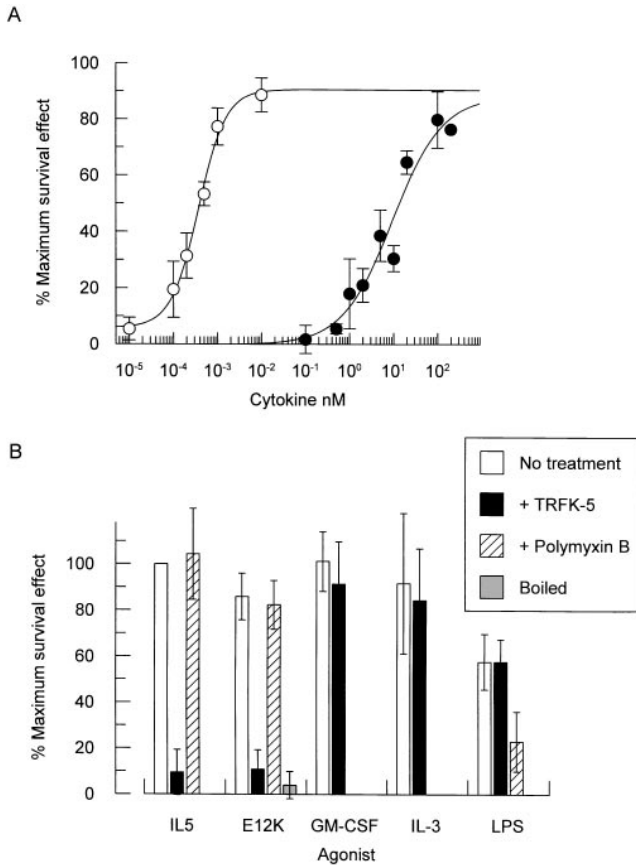 A
100
80
60
40
20
0
% Maximum survival effect
10⁻⁵ 10⁻⁴ 10⁻³ 10⁻² 10⁻¹ 10⁰ 10¹ 10²
Cytokine nM
B
No treatment
+ TRFK-5
+ Polymyxin B
Boiled
100
80
60
40
20
0
% Maximum survival effect
IL5 E12K GM-CSF IL-3 LPS
Agonist